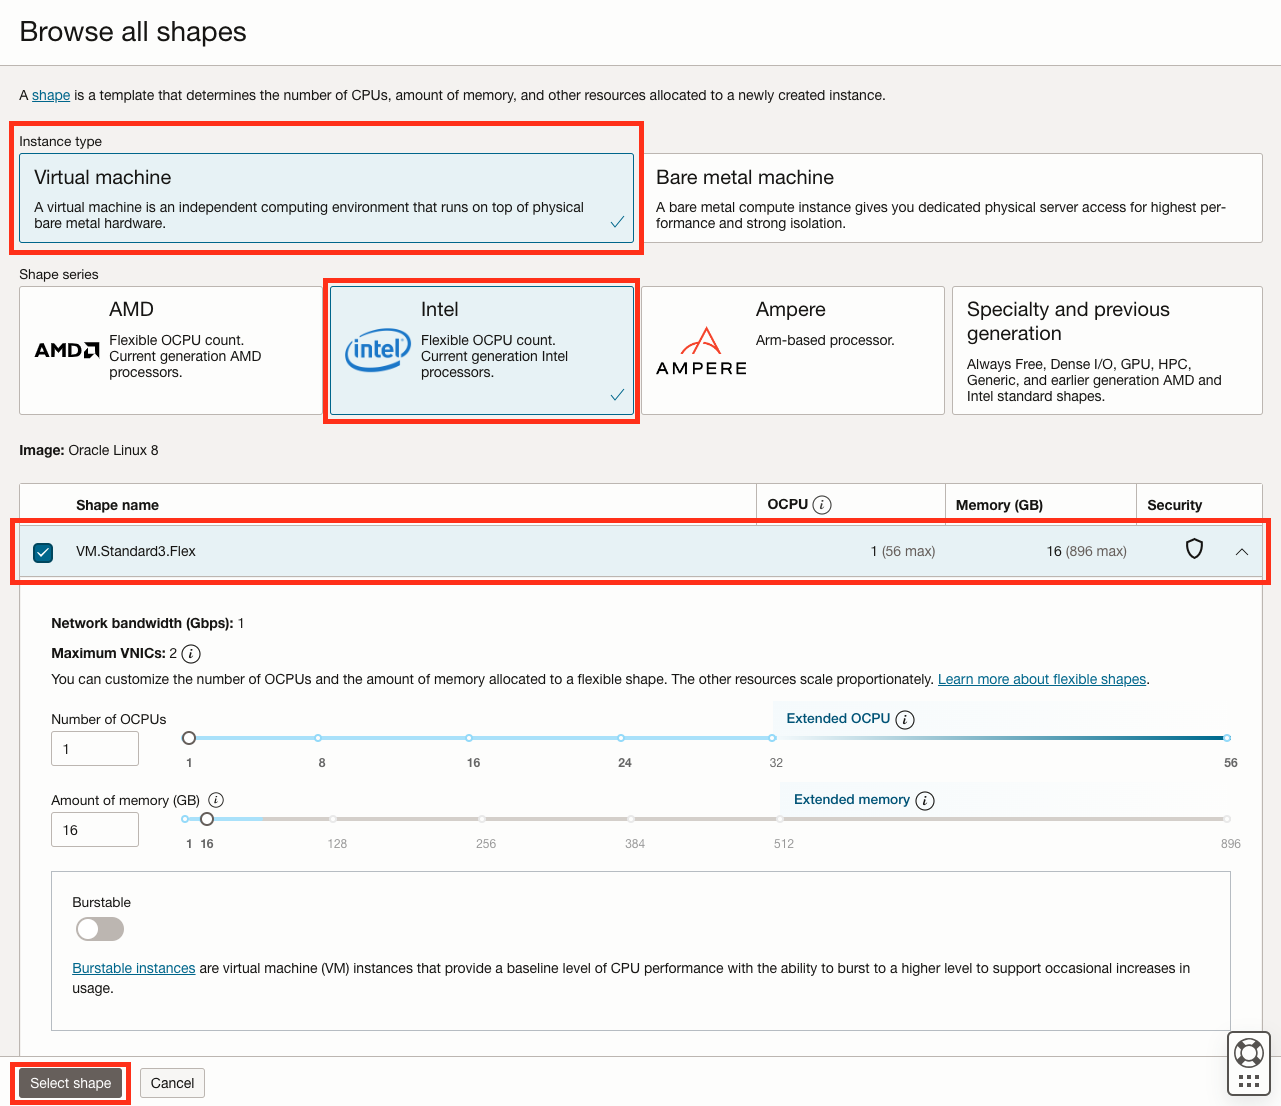 Browse all shapes
A shape is a template that determines the number of CPUs, amount of memory, and other resources allocated to a newly created instance.
Instance type
Virtual machine
A virtual machine is an independent computing environment that runs on top of physical
bare metal hardware.
Bare metal machine
A bare metal compute instance gives you dedicated physical server access for highest per-
formance and strong isolation.
Shape series
AMD
AMD
Flexible OCPU count.
Current generation AMD
processors.
Intel
intel
Flexible OCPU count.
Current generation Intel
processors.
Ampere
AMPERE
Arm-based processor.
Specialty and previous
generation
Always Free, Dense I/O, GPU, HPC,
Generic, and earlier generation AMD and
Intel standard shapes.
Image: Oracle Linux 8
Shape name OCPU i Memory (GB) Security
VM.Standard3.Flex 1 (56 max) 16 (896 max)
Network bandwidth (Gbps): 1
Maximum VNICs: 2 i
You can customize the number of OCPUs and the amount of memory allocated to a flexible shape. The other resources scale proportionately. Learn more about flexible shapes.
Number of OCPUs
1
Extended OCPU i
1 8 16 24 32 56
Amount of memory (GB) i
16
Extended memory i
1 16 128 256 384 512 896
Burstable
Burstable instances are virtual machine (VM) instances that provide a baseline level of CPU performance with the ability to burst to a higher level to support occasional increases in
usage.
Select shape Cancel